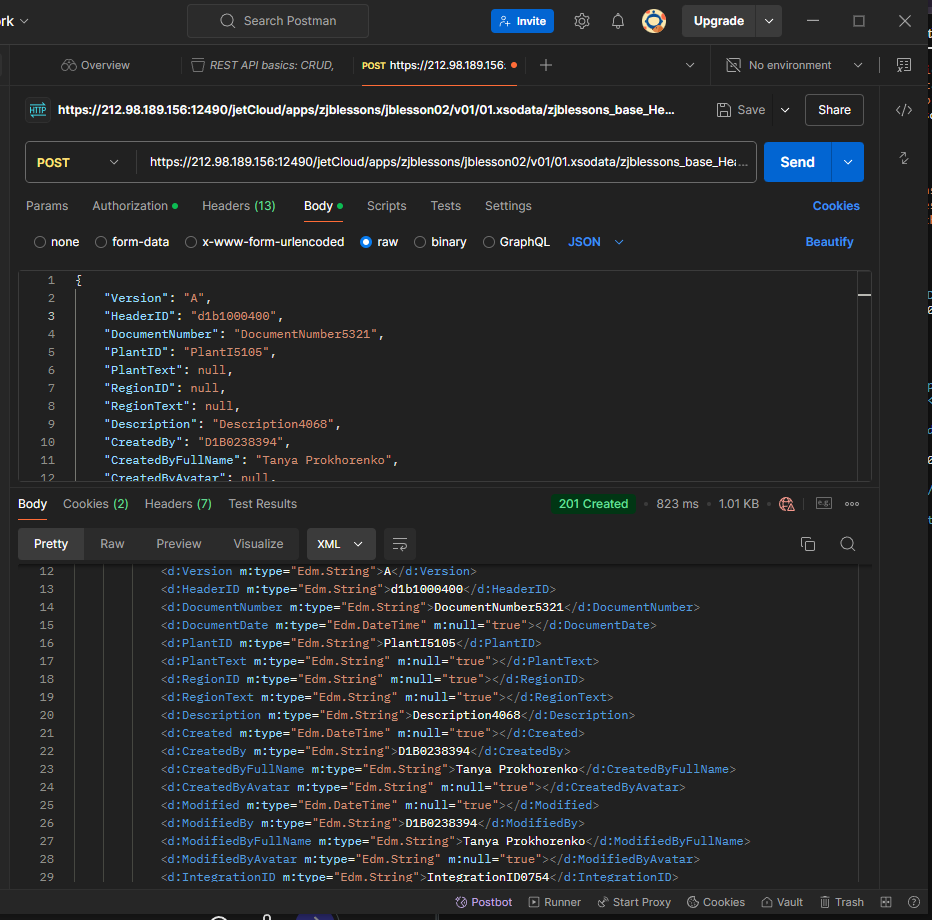 rk
Search Postman
Invite
Upgrade
Overview
REST API basics: CRUD,
POST https://212.98.189.156:
No environment
HTTP
https://212.98.189.156:12490/jetCloud/apps/zjblessons/jblesson02/v01/01.xsodata/zjblessons_base_He...
Save
Share
POST
https://212.98.189.156:12490/jetCloud/apps/zjblessons/jblesson02/v01/01.xsodata/zjblessons_base_Hea...
Send
Params
Authorization
Headers (13)
Body
Scripts
Tests
Settings
Cookies
none
form-data
x-www-form-urlencoded
raw
binary
GraphQL
JSON
Beautify
1 {
2 "Version": "A",
3 "HeaderID": "d1b1000400",
4 "DocumentNumber": "DocumentNumber5321",
5 "PlantID": "PlantI5105",
6 "PlantText": null,
7 "RegionID": null,
8 "RegionText": null,
9 "Description": "Description4068",
10 "CreatedBy": "D1B0238394",
11 "CreatedByFullName": "Tanya Prokhorenko",
12 "CreatedByAvatar": null,
Body
Cookies (2)
Headers (7)
Test Results
201 Created
823 ms
1.01 KB
e.g.
Pretty
Raw
Preview
Visualize
XML
12 <d:Version m:type="Edm.String">A</d:Version>
13 <d:HeaderID m:type="Edm.String">d1b1000400</d:HeaderID>
14 <d:DocumentNumber m:type="Edm.String">DocumentNumber5321</d:DocumentNumber>
15 <d:DocumentDate m:type="Edm.DateTime" m:null="true"></d:DocumentDate>
16 <d:PlantID m:type="Edm.String">PlantI5105</d:PlantID>
17 <d:PlantText m:type="Edm.String" m:null="true"></d:PlantText>
18 <d:RegionID m:type="Edm.String" m:null="true"></d:RegionID>
19 <d:RegionText m:type="Edm.String" m:null="true"></d:RegionText>
20 <d:Description m:type="Edm.String">Description4068</d:Description>
21 <d:Created m:type="Edm.DateTime" m:null="true"></d:Created>
22 <d:CreatedBy m:type="Edm.String">D1B0238394</d:CreatedBy>
23 <d:CreatedByFullName m:type="Edm.String">Tanya Prokhorenko</d:CreatedByFullName>
24 <d:CreatedByAvatar m:type="Edm.String" m:null="true"></d:CreatedByAvatar>
25 <d:Modified m:type="Edm.DateTime" m:null="true"></d:Modified>
26 <d:ModifiedBy m:type="Edm.String">D1B0238394</d:ModifiedBy>
27 <d:ModifiedByFullName m:type="Edm.String">Tanya Prokhorenko</d:ModifiedByFullName>
28 <d:ModifiedByAvatar m:type="Edm.String" m:null="true"></d:ModifiedByAvatar>
29 <d:IntegrationID m:type="Edm.String">IntegrationID0754</d:IntegrationID>
Postbot
Runner
Start Proxy
Cookies
Vault
Trash